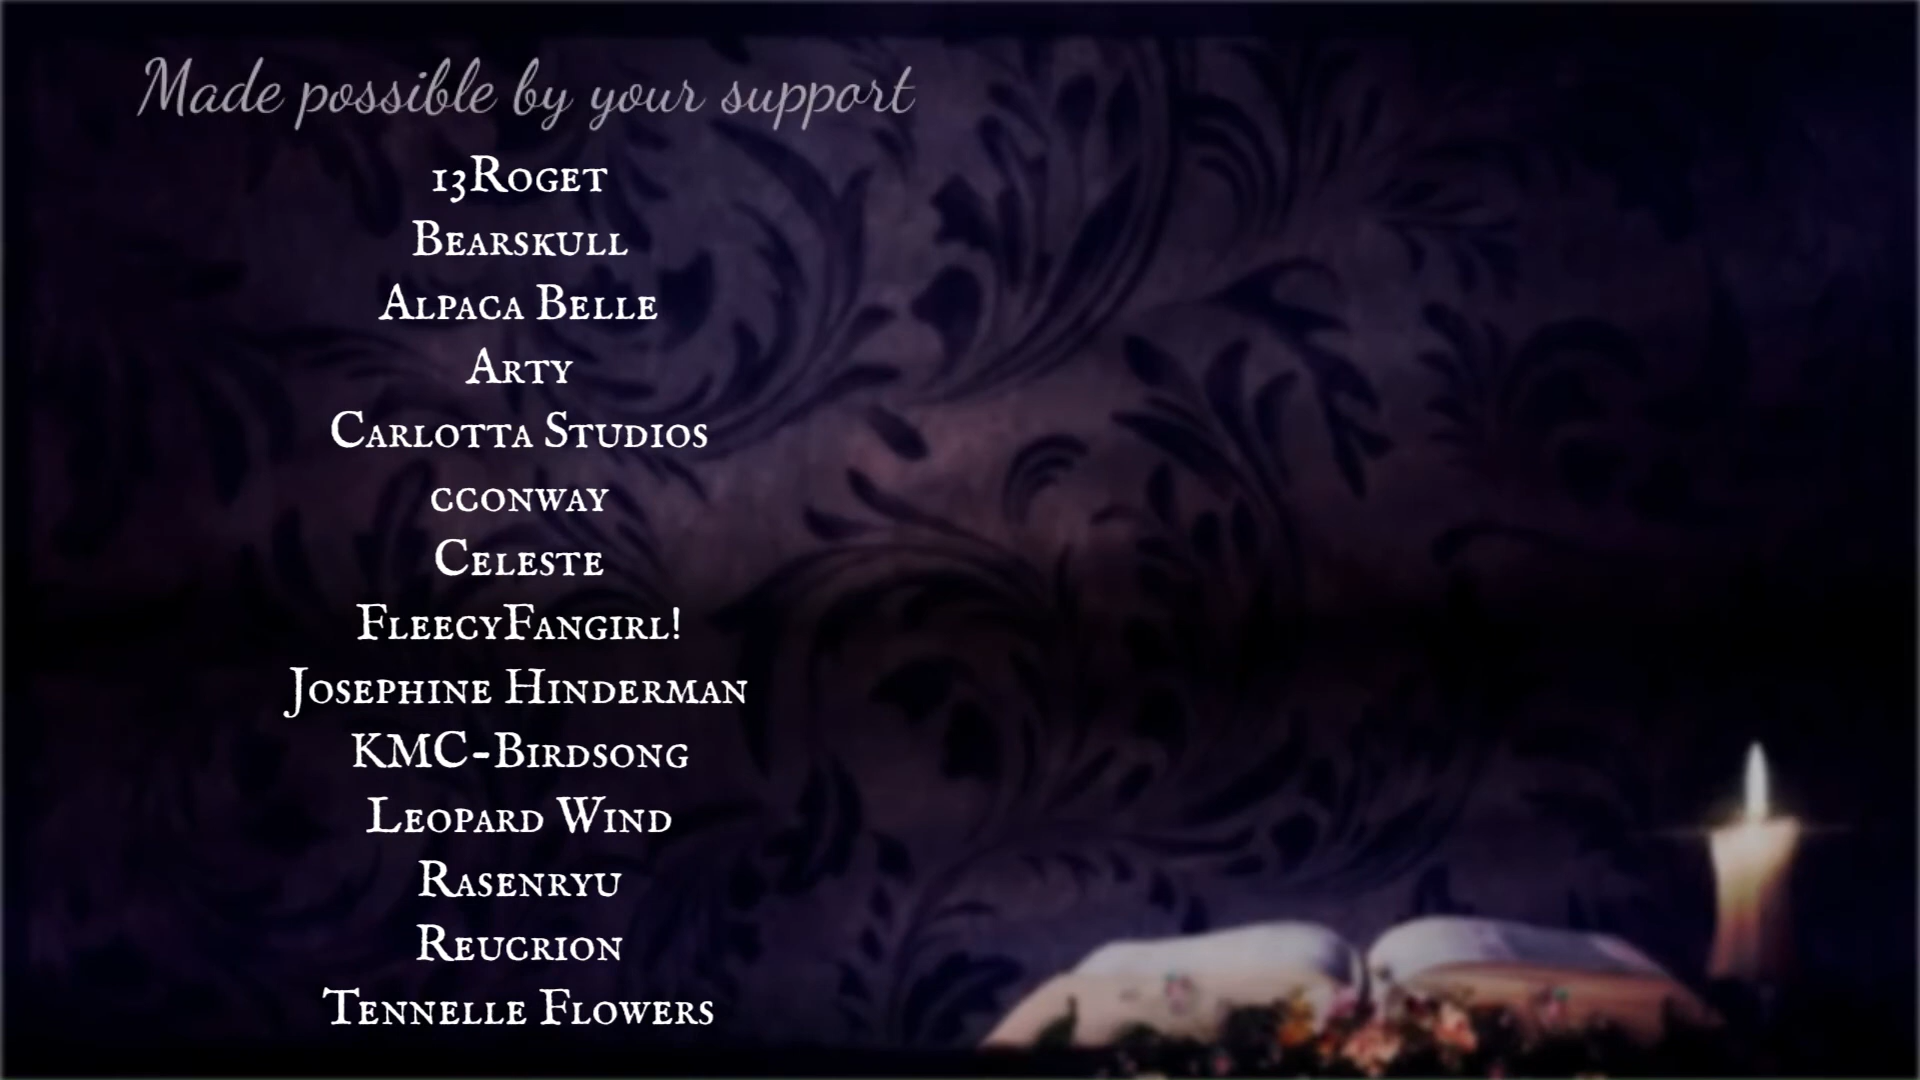 Made possible by your support
13Roget
Bearskull
Alpaca Belle
Arty
Carlotta Studios
cconway
Celeste
FleecyFangirl!
Josephine Hinderman
KMC-Birdsong
Leopard Wind
Rasenryu
Reucrion
Tennelle Flowers